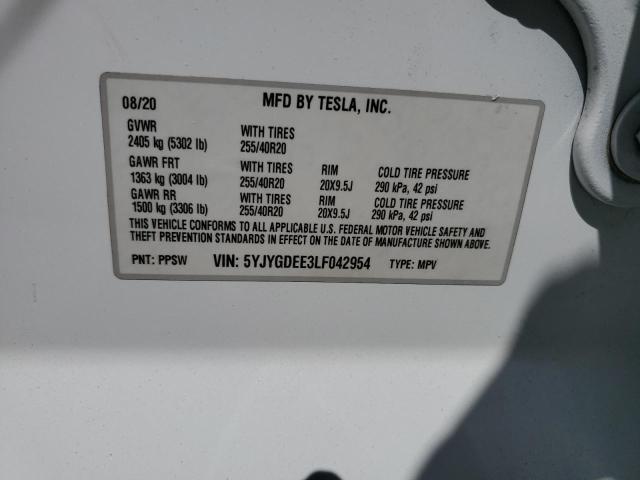 08/20 MFD BY TESLA, INC.
GVWR WITH TIRES
2405 kg (5302 lb) 255/40R20
GAWR FRT WITH TIRES RIM COLD TIRE PRESSURE
1363 kg (3004 lb) 255/40R20 20X9.5J 290 kPa, 42 psi
GAWR RR WITH TIRES RIM COLD TIRE PRESSURE
1500 kg (3306 lb) 255/40R20 20X9.5J 290 kPa, 42 psi
THIS VEHICLE CONFORMS TO ALL APPLICABLE U.S. FEDERAL MOTOR VEHICLE SAFETY AND
THEFT PREVENTION STANDARDS IN EFFECT ON THE DATE OF MANUFACTURE SHOWN ABOVE.
PNT: PPSW VIN: 5YJYGDEE3LF042954 TYPE: MPV